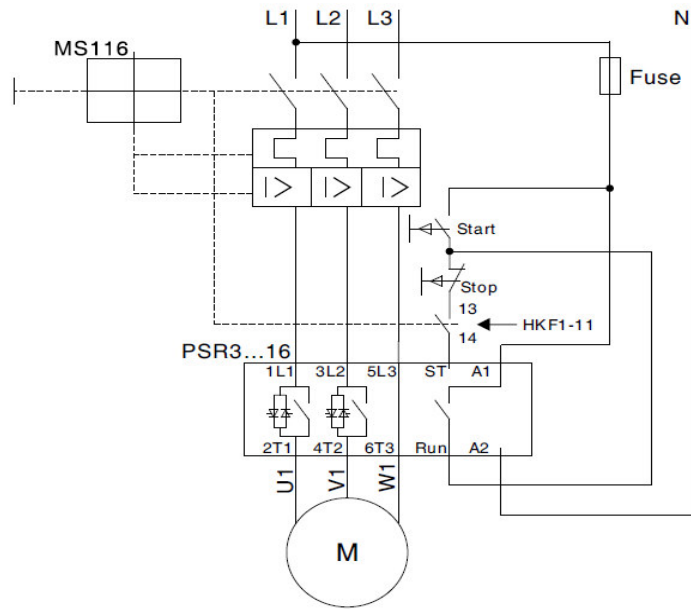 L1 L2 L3 N
MS116
Fuse
Start
Stop
13
HKF1-11
14
PSR3...16
1L1 3L2 5L3 ST A1
2T1 4T2 6T3 Run A2
U1 V1 W1
M